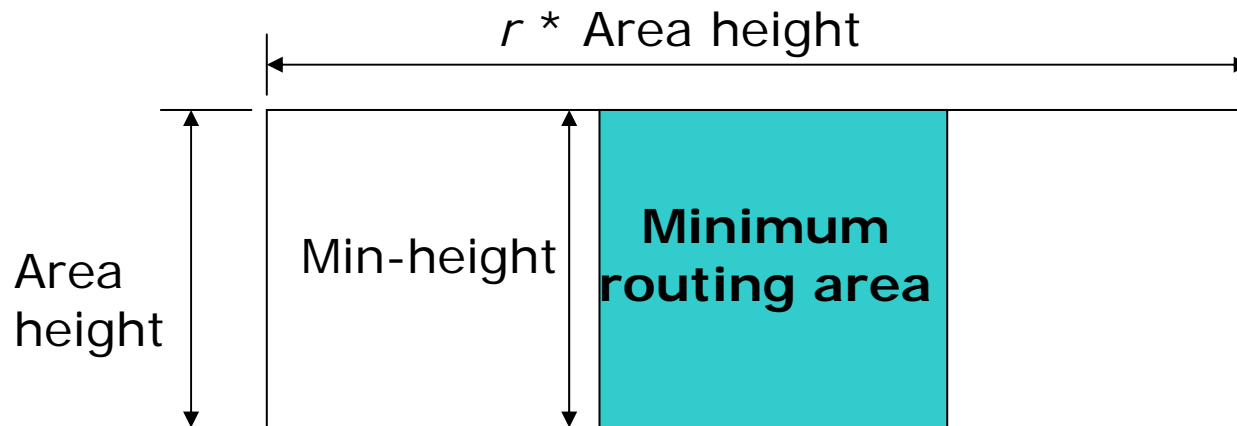 r * Area height
Area
height
Min-height
Minimum
routing area